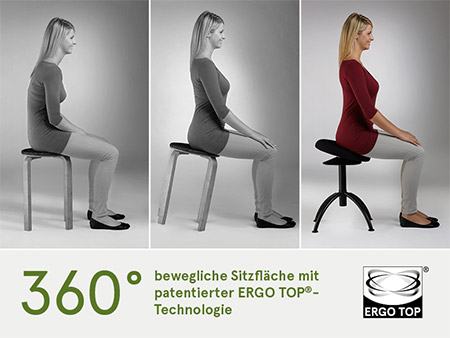 360°
bewegliche Sitzfläche mit
patentierter ERGO TOP®-
Technologie
®
ERGO TOP